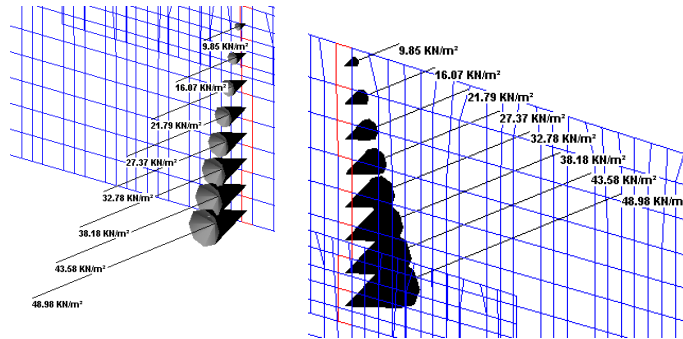 9.85 KN/m²
16.07 KN/m²
21.79 KN/m²
27.37 KN/m²
32.78 KN/m²
38.18 KN/m²
43.58 KN/m²
48.98 KN/m²
9.85 KN/m²
16.07 KN/m²
21.79 KN/m²
27.37 KN/m²
32.78 KN/m²
38.18 KN/m²
43.58 KN/m²
48.98 KN/m